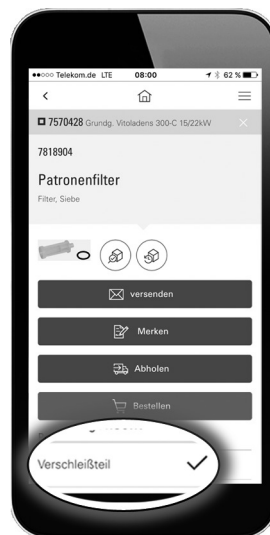 Telekom.de LTE 08:00 62 %
7570428 Grundg. Vitoladens 300-C 15/22kW
7818904
Patronenfilter
Filter, Siebe
versenden
Merken
Abholen
Bestellen
Verschleißteil